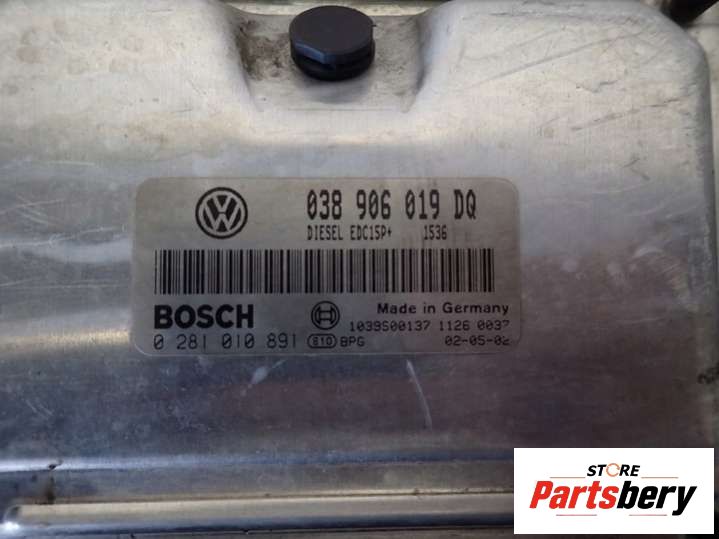 038 906 019 DQ
DIESEL EDC15P+ 1536
BOSCH
Made in Germany
1039S00137 1126 0037
0 281 010 891 810 BPG 02-05-02
STORE
Partsbery